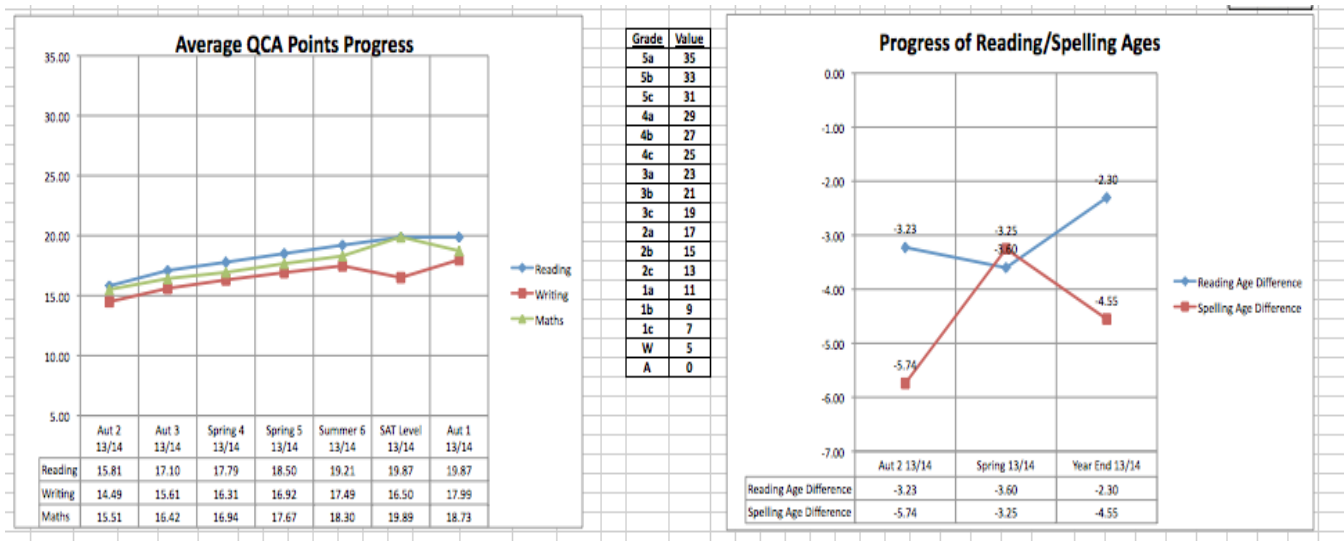 Average QCA Points Progress
35.00
30.00
25.00
20.00
15.00
10.00
5.00
Reading
Writing
Maths
Aut 2 Aut 3 Spring 4 Spring 5 Summer 6 SAT Level Aut 1
13/14 13/14 13/14 13/14 13/14 13/14 13/14
Reading 15.81 17.10 17.79 18.50 19.21 19.87 19.87
Writing 14.49 15.61 16.31 16.92 17.49 16.50 17.99
Maths 15.51 16.42 16.94 17.67 18.30 19.89 18.73
Grade Value
5a 35
5b 33
5c 31
4a 29
4b 27
4c 25
3a 23
3b 21
3c 19
2a 17
2b 15
2c 13
1a 11
1b 9
1c 7
W 5
A 0
Progress of Reading/Spelling Ages
0.00
-1.00
-2.00
-3.00
-4.00
-5.00
-6.00
-7.00
-3.23
-3.60
-2.30
-5.74
-3.25
-4.55
Reading Age Difference
Spelling Age Difference
Aut 2 13/14 Spring 13/14 Year End 13/14
Reading Age Difference -3.23 -3.60 -2.30
Spelling Age Difference -5.74 -3.25 -4.55